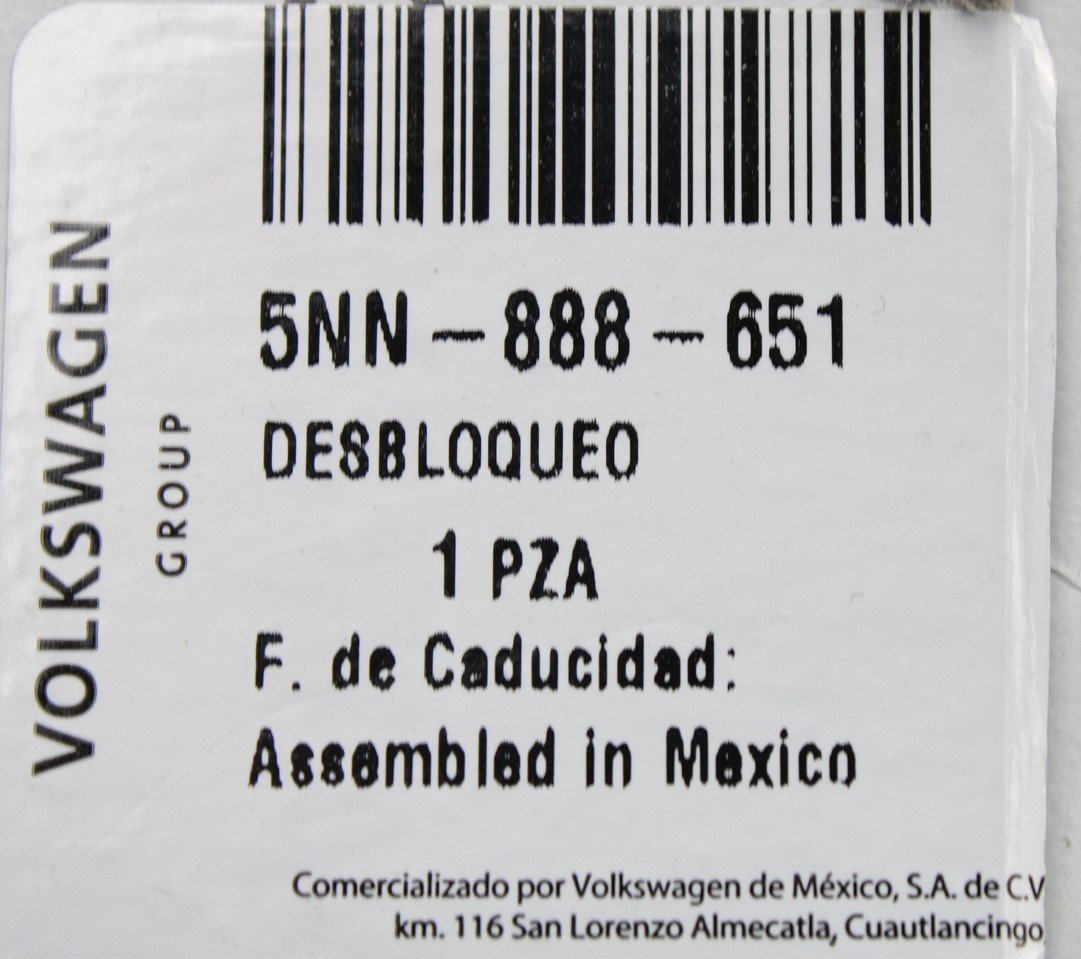 VOLKSWAGEN
GROUP
5NN-888-651
DESBLOQUEO
1 PZA
F. de Caducidad:
Assembled in Mexico
Comercializado por Volkswagen de México, S.A. de C.V
km. 116 San Lorenzo Almecatla, Cuautlancingo